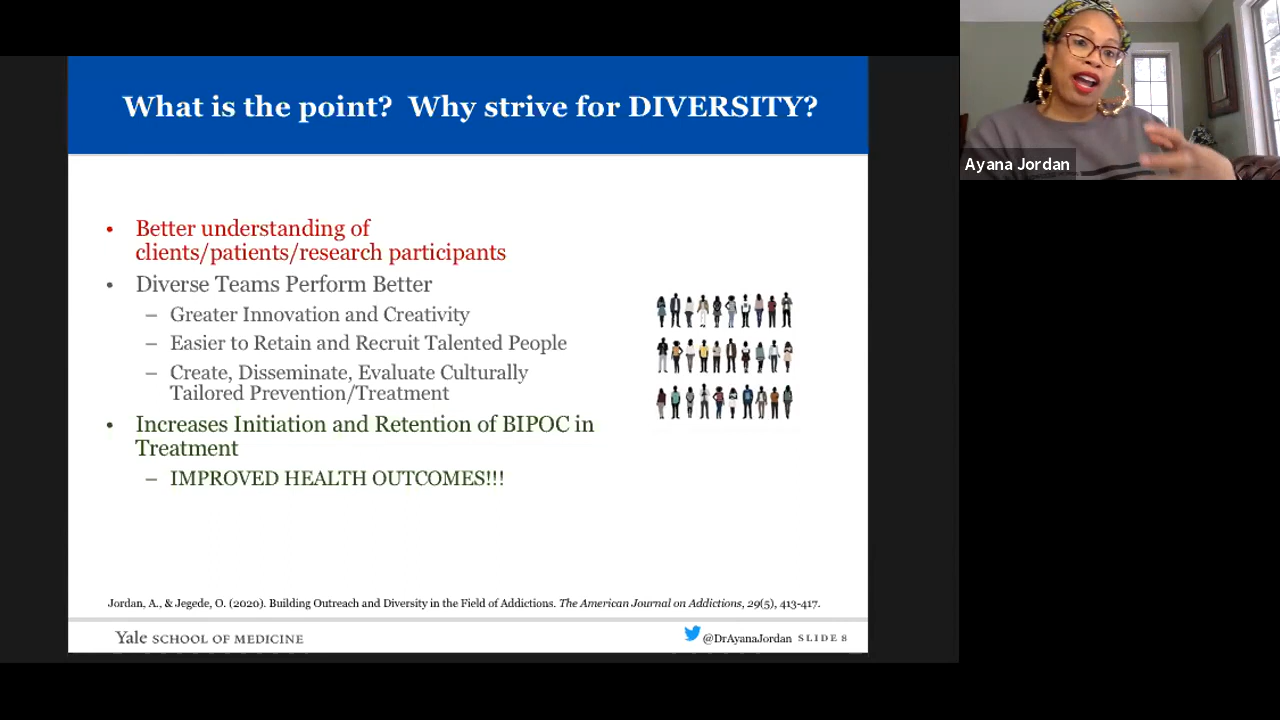 What is the point? Why strive for DIVERSITY?
Ayana Jordan
• Better understanding of
clients/patients/research participants
• Diverse Teams Perform Better
– Greater Innovation and Creativity
– Easier to Retain and Recruit Talented People
– Create, Disseminate, Evaluate Culturally
Tailored Prevention/Treatment
• Increases Initiation and Retention of BIPOC in
Treatment
– IMPROVED HEALTH OUTCOMES!!!
Jordan, A., & Jegede, O. (2020). Building Outreach and Diversity in the Field of Addictions. The American Journal on Addictions, 29(5), 413-417.
Yale SCHOOL OF MEDICINE
@DrAyanaJordan SLIDE 8